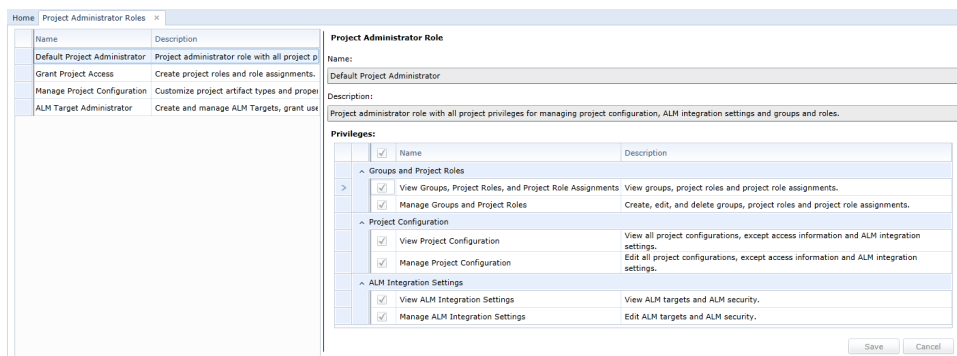 Home Project Administrator Roles ×
Name Description
Default Project Administrator Project administrator role with all project p
Grant Project Access Create project roles and role assignments.
Manage Project Configuration Customize project artifact types and proper
ALM Target Administrator Create and manage ALM Targets, grant use
Project Administrator Role
Name:
Default Project Administrator
Description:
Project administrator role with all project privileges for managing project configuration, ALM integration settings and groups and roles.
Privileges:
Name Description
Groups and Project Roles
View Groups, Project Roles, and Project Role Assignments View groups, project roles and project role assignments.
Manage Groups and Project Roles Create, edit, and delete groups, project roles and project role assignments.
Project Configuration
View Project Configuration View all project configurations, except access information and ALM integration
settings.
Manage Project Configuration Edit all project configurations, except access information and ALM integration
settings.
ALM Integration Settings
View ALM Integration Settings View ALM targets and ALM security.
Manage ALM Integration Settings Edit ALM targets and ALM security.
Save Cancel